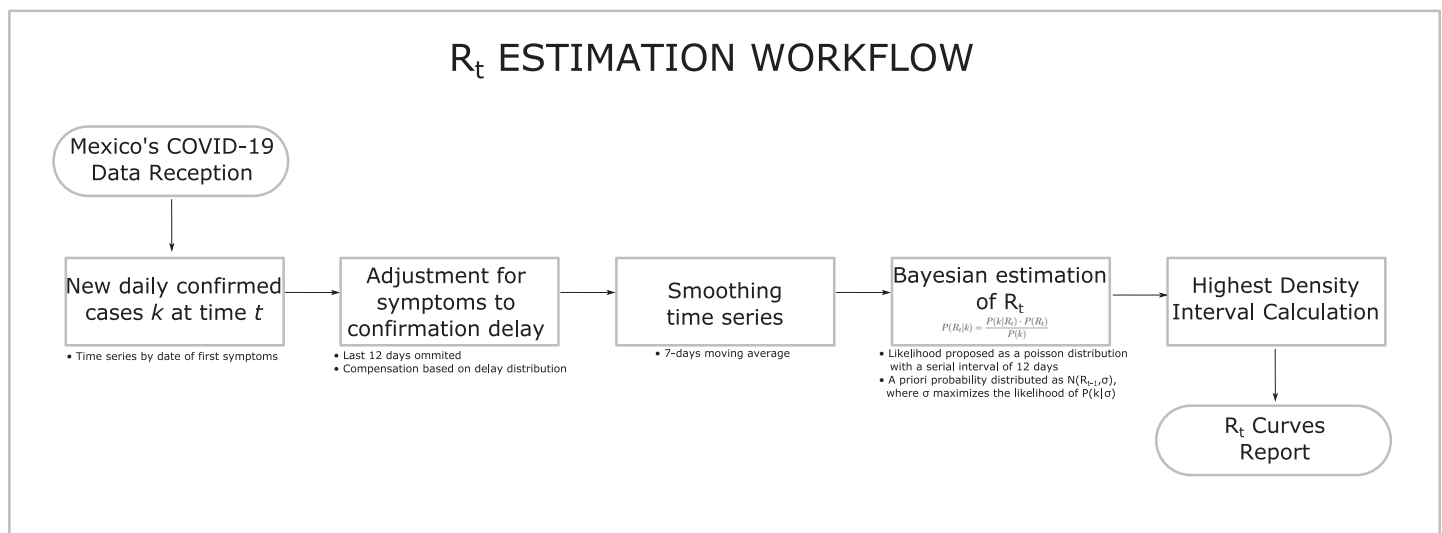 Rt ESTIMATION WORKFLOW
Mexico's COVID-19
Data Reception
New daily confirmed
cases k at time t
• Time series by date of first symptoms
Adjustment for
symptoms to
confirmation delay
• Last 12 days ommited
• Compensation based on delay distribution
Smoothing
time series
• 7-days moving average
Bayesian estimation
of Rt
P(Rt|k) = P(k|Rt) · P(Rt) / P(k)
• Likelihood proposed as a poisson distribution
with a serial interval of 12 days
• A priori probability distributed as N(Rt-1,σ),
where σ maximizes the likelihood of P(k|σ)
Highest Density
Interval Calculation
Rt Curves
Report